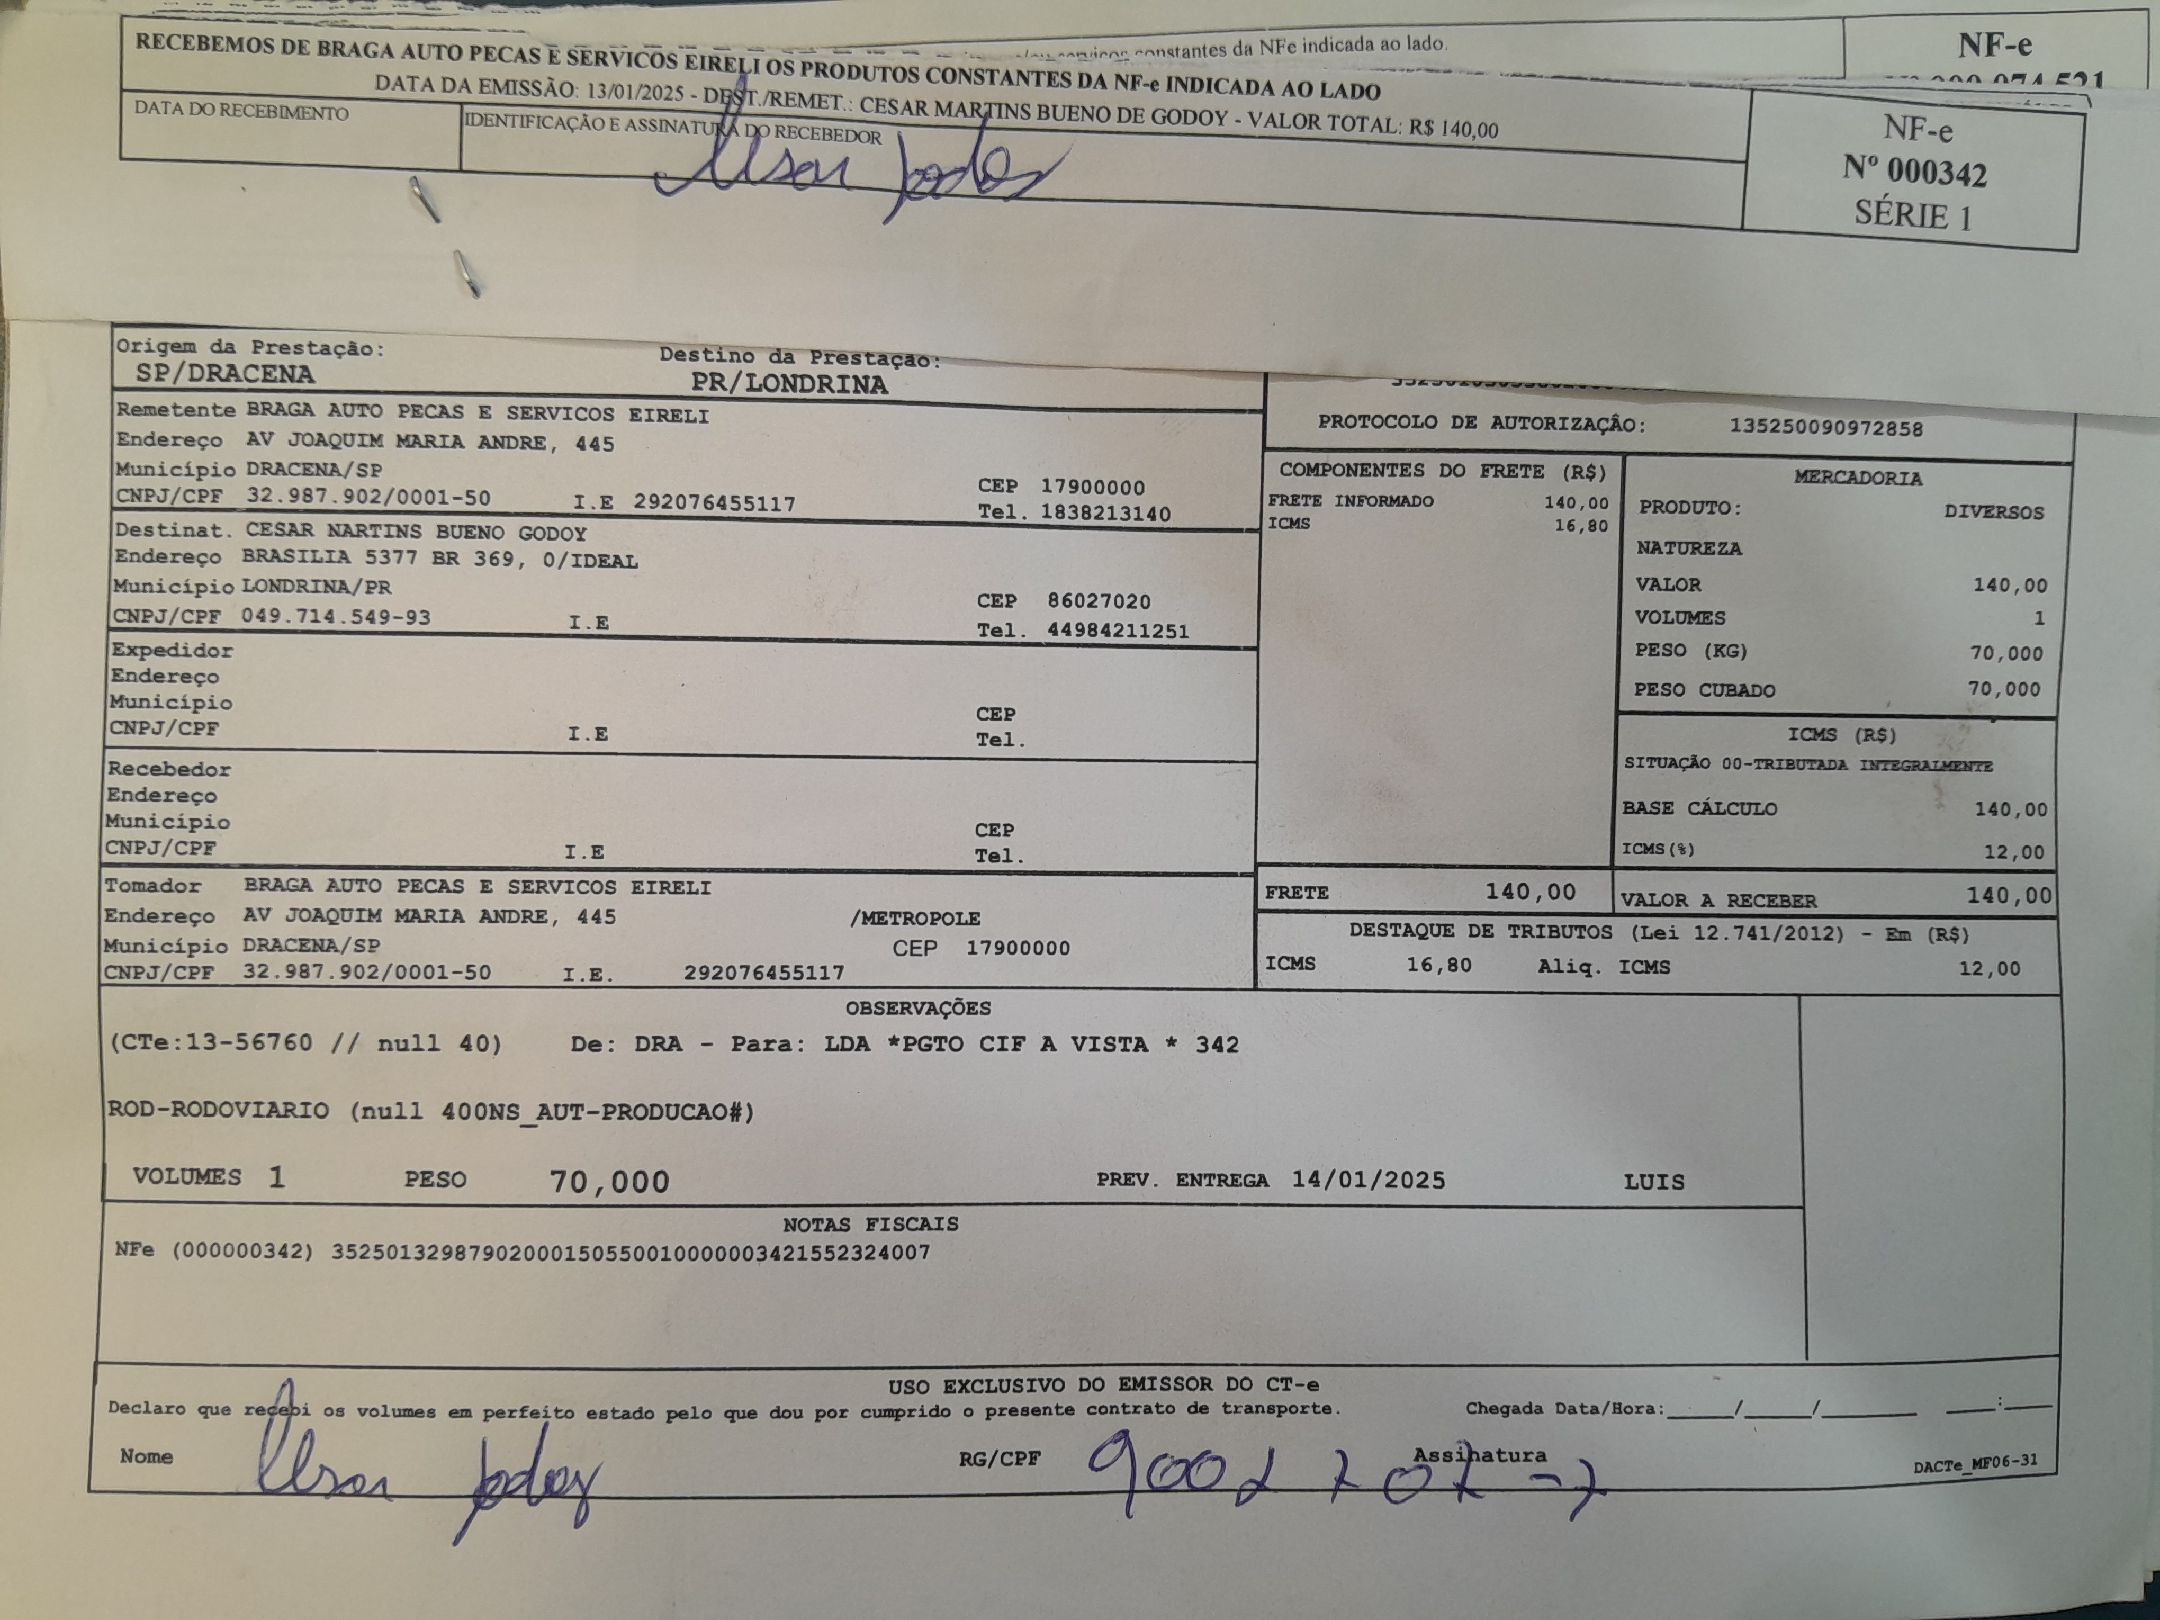 constantes da NFe indicada ao lado.
NF-e
RECEBEMOS DE BRAGA AUTO PECAS E SERVICOS EIRELI OS PRODUTOS CONSTANTES DA NF-e INDICADA AO LADO
DATA DA EMISSÃO: 13/01/2025 - DEST./REMET.: CESAR MARTINS BUENO DE GODOY - VALOR TOTAL: R$ 140,00
DATA DO RECEBIMENTO
IDENTIFICAÇÃO E ASSINATURA DO RECEBEDOR
NF-e
Nº 000342
SÉRIE 1
Origem da Prestação:
SP/DRACENA
Destino da Prestação:
PR/LONDRINA
Remetente BRAGA AUTO PECAS E SERVICOS EIRELI
Endereço AV JOAQUIM MARIA ANDRE, 445
Município DRACENA/SP
CEP 17900000
CNPJ/CPF 32.987.902/0001-50 I.E 292076455117
Tel. 1838213140
Destinat. CESAR NARTINS BUENO GODOY
Endereço BRASILIA 5377 BR 369, 0/IDEAL
Município LONDRINA/PR
CEP 86027020
CNPJ/CPF 049.714.549-93 I.E
Tel. 44984211251
Expedidor
Endereço
Município
CEP
CNPJ/CPF I.E
Tel.
Recebedor
Endereço
Município
CEP
CNPJ/CPF I.E
Tel.
Tomador BRAGA AUTO PECAS E SERVICOS EIRELI
Endereço AV JOAQUIM MARIA ANDRE, 445 /METROPOLE
Município DRACENA/SP CEP 17900000
CNPJ/CPF 32.987.902/0001-50 I.E. 292076455117
PROTOCOLO DE AUTORIZAÇÂO: 135250090972858
COMPONENTES DO FRETE (R$)
FRETE INFORMADO 140,00
ICMS 16,80
MERCADORIA
PRODUTO: DIVERSOS
NATUREZA
VALOR 140,00
VOLUMES 1
PESO (KG) 70,000
PESO CUBADO 70,000
ICMS (R$)
SITUAÇÃO 00-TRIBUTADA INTEGRALMENTE
BASE CÁLCULO 140,00
ICMS(%) 12,00
FRETE 140,00
VALOR A RECEBER 140,00
DESTAQUE DE TRIBUTOS (Lei 12.741/2012) - Em (R$)
ICMS 16,80 Aliq. ICMS 12,00
OBSERVAÇÕES
(CTe:13-56760 // null 40) De: DRA - Para: LDA *PGTO CIF A VISTA * 342
ROD-RODOVIARIO (null 400NS_AUT-PRODUCAO#)
VOLUMES 1 PESO 70,000 PREV. ENTREGA 14/01/2025 LUIS
NOTAS FISCAIS
NFe (000000342) 35250132987902000150550010000003421552324007
USO EXCLUSIVO DO EMISSOR DO CT-e
Declaro que recebi os volumes em perfeito estado pelo que dou por cumprido o presente contrato de transporte. Chegada Data/Hora:_____/_____/________ ____:____
Nome
RG/CPF
Assinatura
DACTe_MF06-31